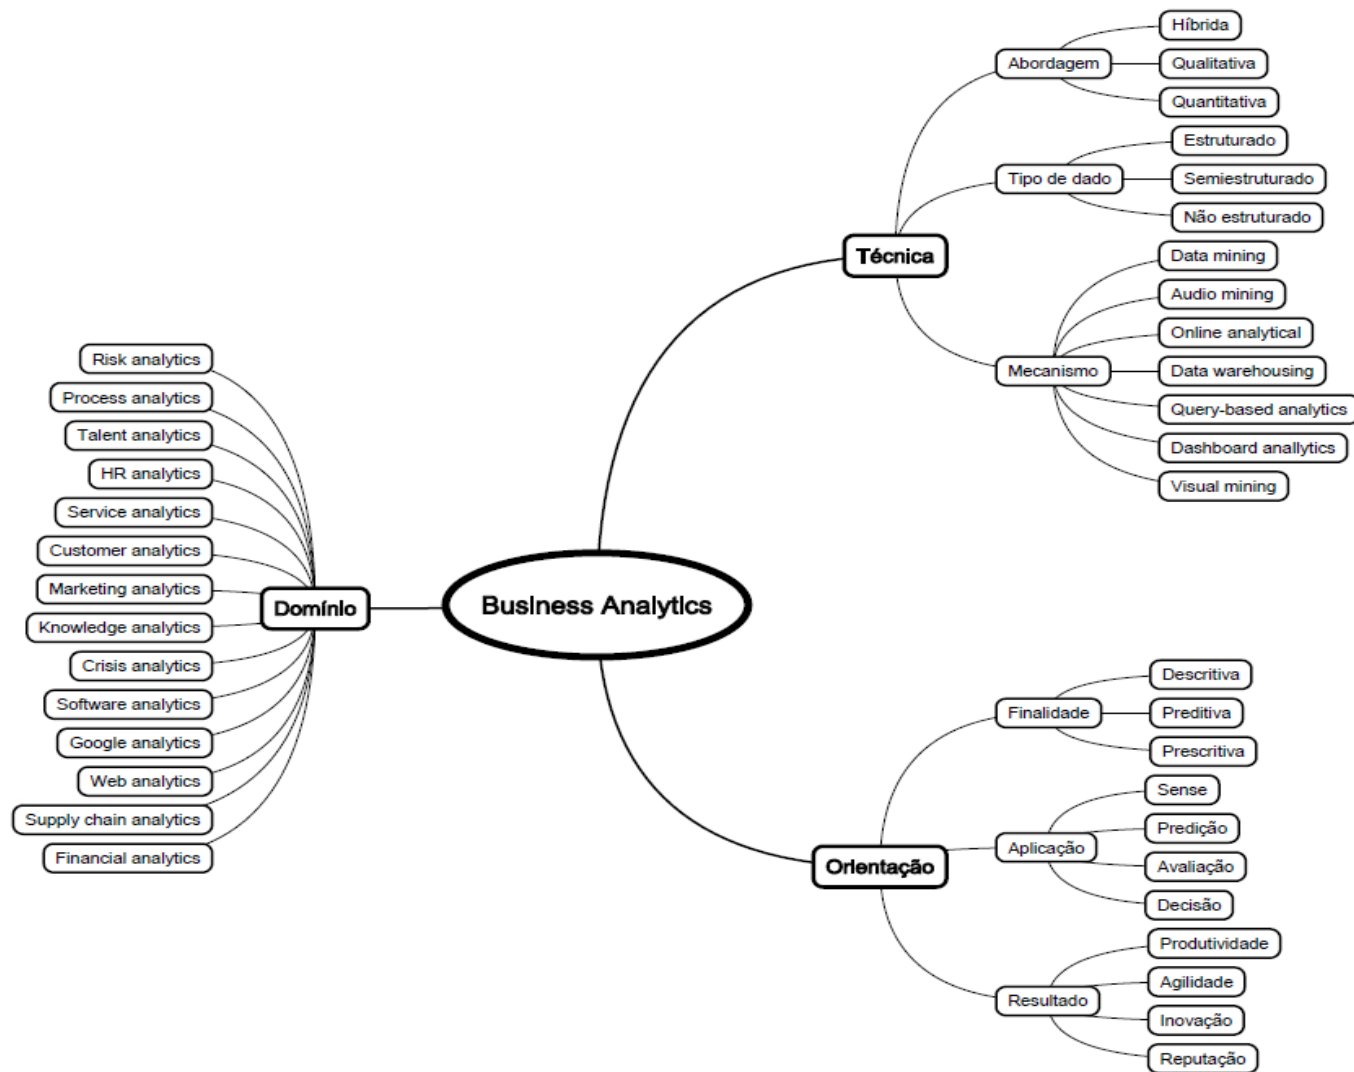 Híbrida
Abordagem
Qualitativa
Quantitativa
Estruturado
Tipo de dado
Semiestruturado
Não estruturado
Técnica
Data mining
Audio mining
Online analytical
Mecanismo
Data warehousing
Query-based analytics
Dashboard anallytics
Visual mining
Risk analytics
Process analytics
Talent analytics
HR analytics
Service analytics
Customer analytics
Marketing analytics
Knowledge analytics
Crisis analytics
Software analytics
Google analytics
Web analytics
Supply chain analytics
Financial analytics
Domínio
Business Analytics
Descritiva
Finalidade
Preditiva
Prescritiva
Sense
Predição
Aplicação
Avaliação
Decisão
Orientação
Produtividade
Agilidade
Resultado
Inovação
Reputação